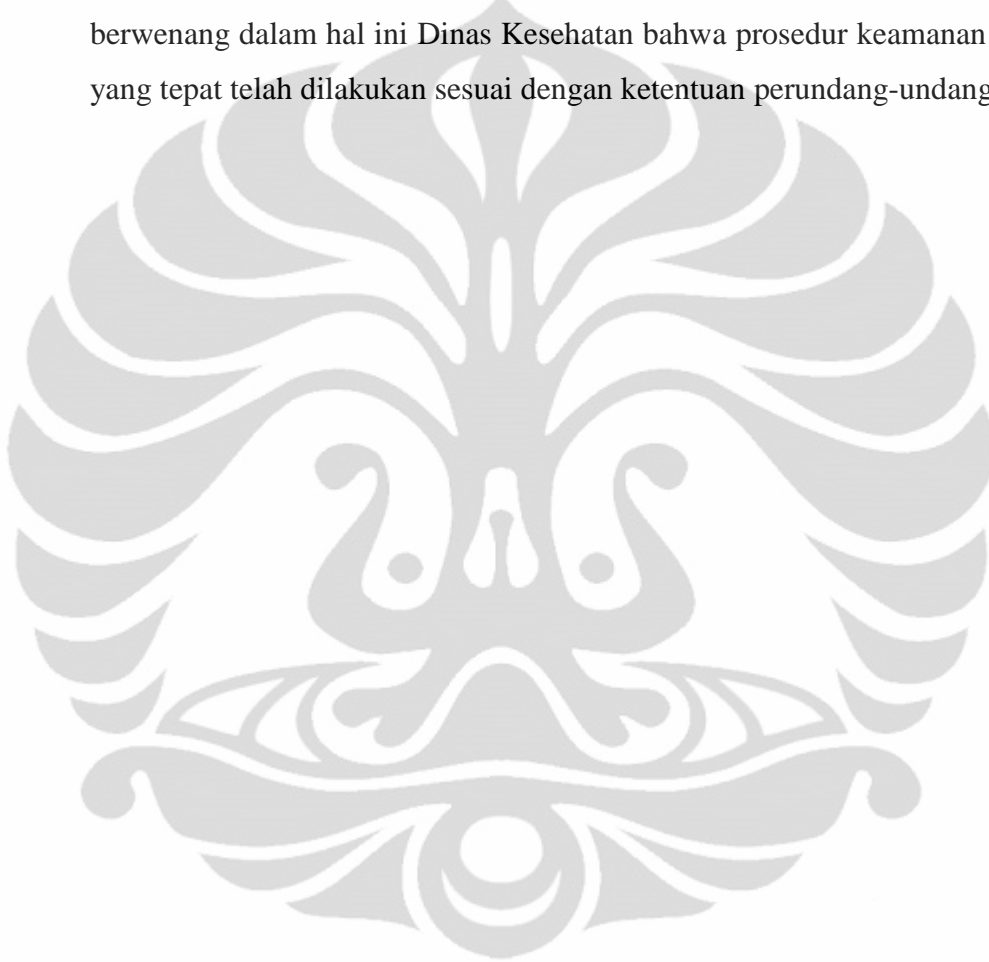 berwenang dalam hal ini Dinas Kesehatan bahwa prosedur keamanan
yang tepat telah dilakukan sesuai dengan ketentuan perundang-undang